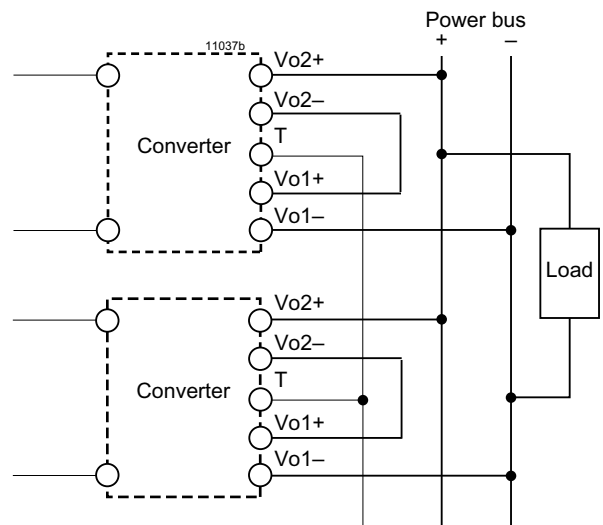 Power bus
+ –
11037b
Vo2+
Vo2–
T
Converter
Vo1+
Vo1–
Load
Vo2+
Vo2–
T
Converter
Vo1+
Vo1–